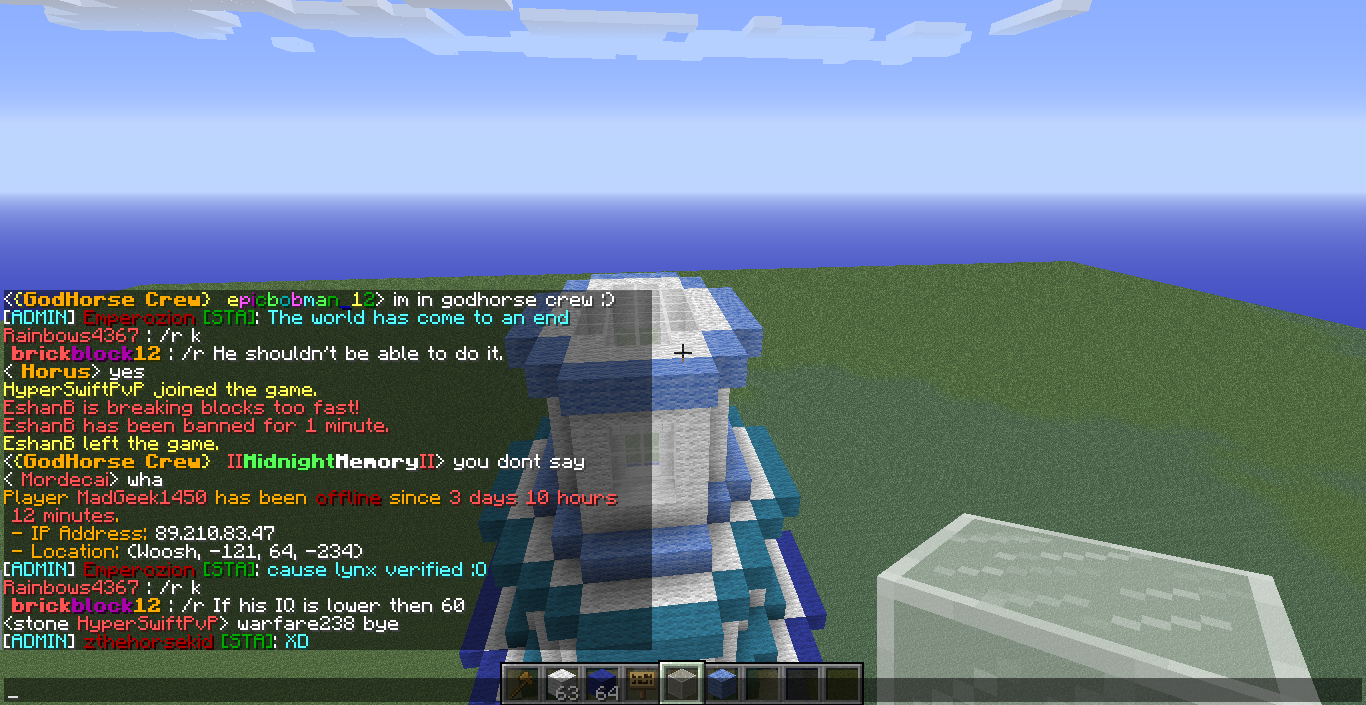 <{GodHorse Crew} epicbobman_12> im in godhorse crew :)
[ADMIN] Emperozion [STA]: The world has come to an end
Rainbows4367 : /r k
brickblock12 : /r He shouldn't be able to do it.
< Horus> yes
HyperSwiftPvP joined the game.
EshanB is breaking blocks too fast!
EshanB has been banned for 1 minute.
EshanB left the game.
<{GodHorse Crew} IIMidnightMemoryII> you dont say
< Mordecai> wha
Player MadGeek1450 has been offline since 3 days 10 hours
12 minutes.
- IP Address: 89.210.83.47
- Location: (Woosh, -121, 64, -234)
[ADMIN] Emperozion [STA]: cause lynx verified :O
Rainbows4367 : /r k
brickblock12 : /r If his IQ is lower then 60
<stone HyperSwiftPvP> warfare238 bye
[ADMIN] zthehorsekid [STA]: XD
63 64
_